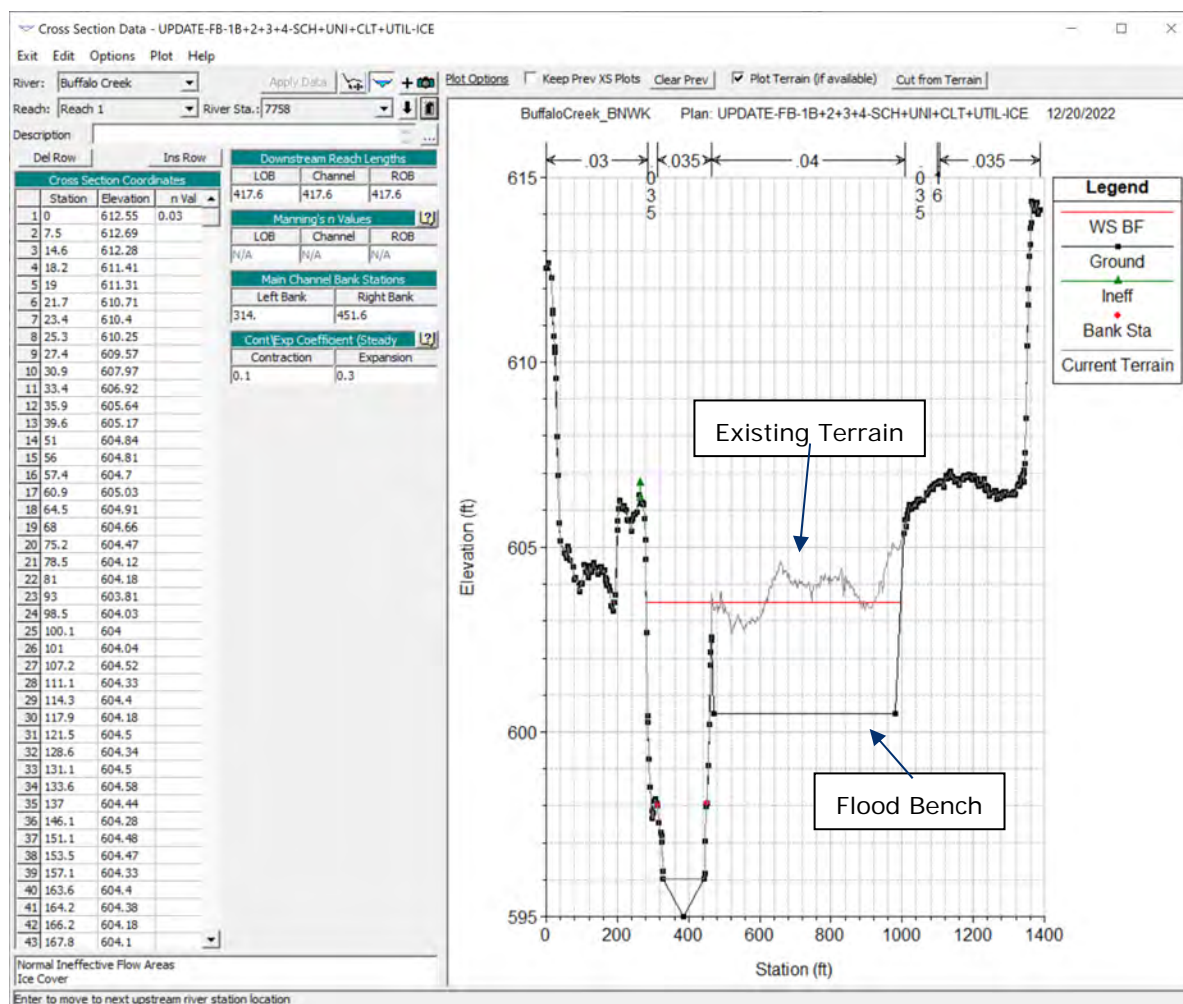 Cross Section Data - UPDATE-FB-1B+2+3+4-SCH+UNI+CLT+UTIL-ICE
Exit Edit Options Plot Help
River: Buffalo Creek Apply Data
Reach: Reach 1 River Sta.: 7758
Description ...
Del Row Ins Row
Cross Section Coordinates
Station Elevation n Val
1 0 612.55 0.03
2 7.5 612.69
3 14.6 612.28
4 18.2 611.41
5 19 611.31
6 21.7 610.71
7 23.4 610.4
8 25.3 610.25
9 27.4 609.57
10 30.9 607.97
11 33.4 606.92
12 35.9 605.64
13 39.6 605.17
14 51 604.84
15 56 604.81
16 57.4 604.7
17 60.9 605.03
18 64.5 604.91
19 68 604.66
20 75.2 604.47
21 78.5 604.12
22 81 604.18
23 93 603.81
24 98.5 604.03
25 100.1 604
26 101 604.04
27 107.2 604.52
28 111.1 604.33
29 114.3 604.4
30 117.9 604.18
31 121.5 604.5
32 128.6 604.34
33 131.1 604.5
34 133.6 604.58
35 137 604.44
36 146.1 604.28
37 151.1 604.48
38 153.5 604.47
39 157.1 604.33
40 163.6 604.4
41 164.2 604.38
42 166.2 604.18
43 167.8 604.1
Downstream Reach Lengths
LOB Channel ROB
417.6 417.6 417.6
Manning's n Values
LOB Channel ROB
N/A N/A N/A
Main Channel Bank Stations
Left Bank Right Bank
314. 451.6
Cont\Exp Coefficient (Steady
Contraction Expansion
0.1 0.3
Normal Ineffective Flow Areas
Ice Cover
Enter to move to next upstream river station location
Plot Options Keep Prev XS Plots Clear Prev Plot Terrain (if available) Cut from Terrain
BuffaloCreek_BNWK Plan: UPDATE-FB-1B+2+3+4-SCH+UNI+CLT+UTIL-ICE 12/20/2022
.03 .035 .04 .035
.
0
3
5
.
0
3
5
.
6
615
610
605
600
595
Elevation (ft)
0 200 400 600 800 1000 1200 1400
Station (ft)
Existing Terrain
Flood Bench
Legend
WS BF
Ground
Ineff
Bank Sta
Current Terrain